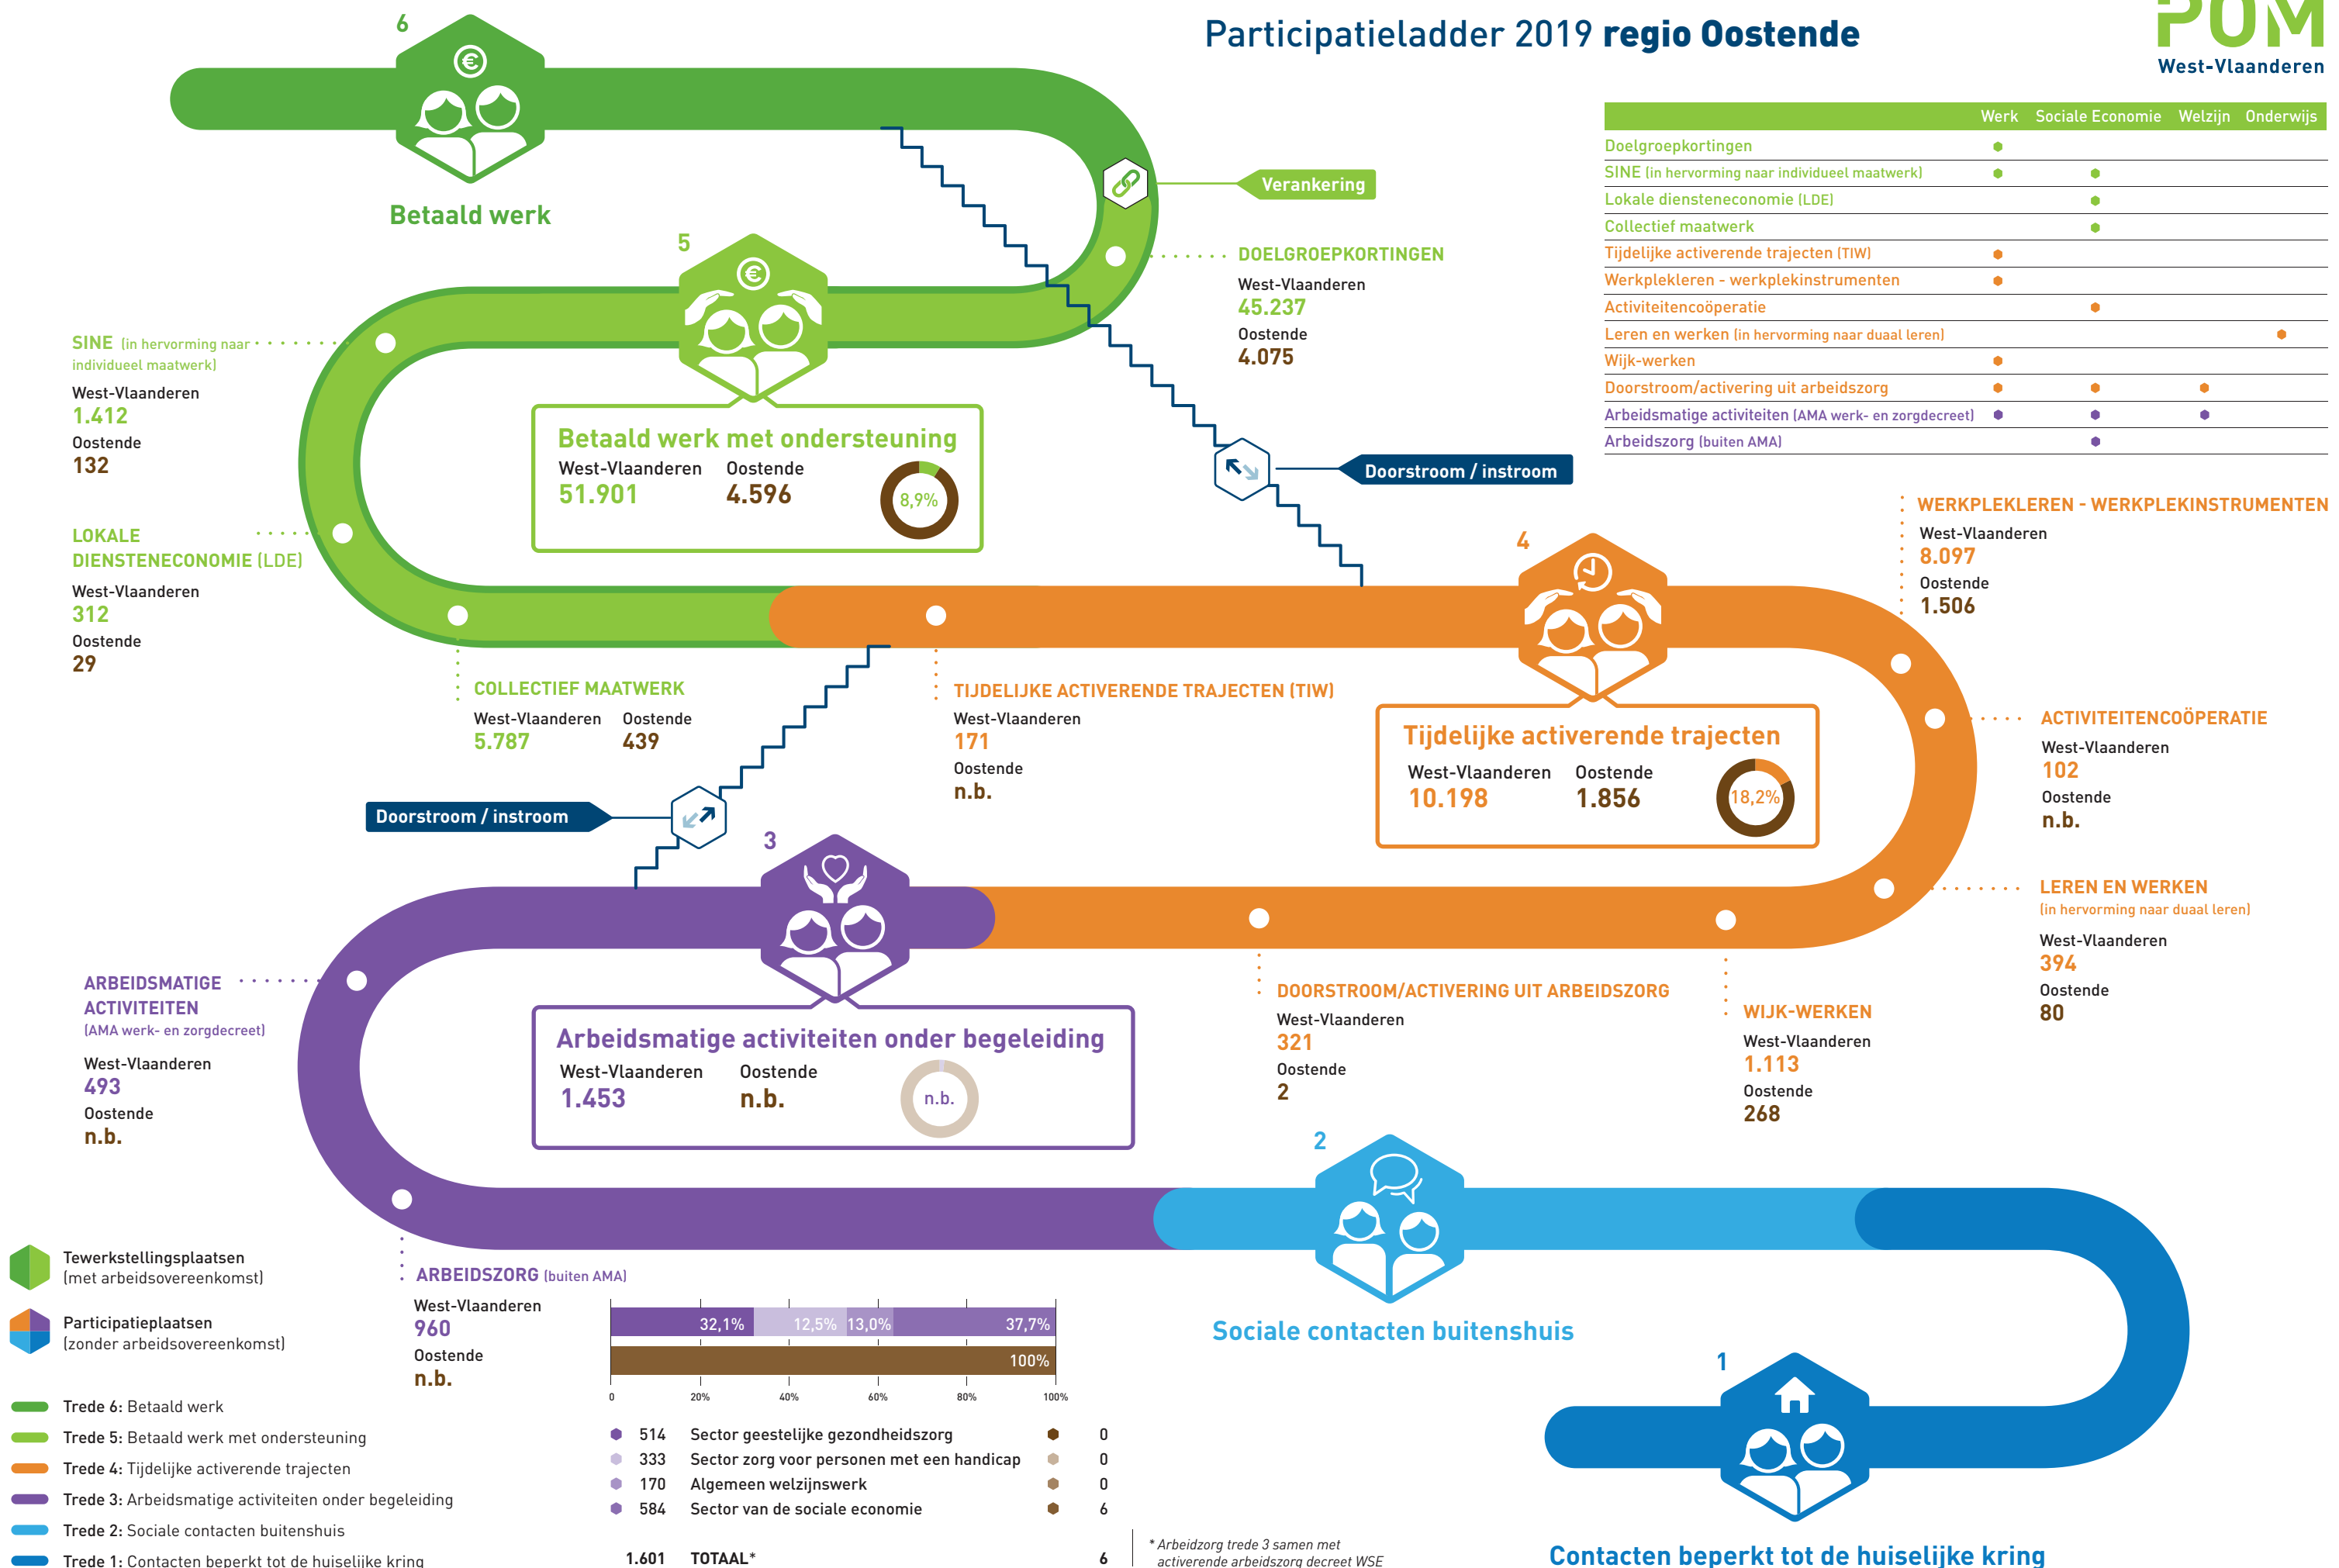 Participatieladder 2019 regio Oostende
POM
West-Vlaanderen
Werk Sociale Economie Welzijn Onderwijs
Doelgroepkortingen
SINE (in hervorming naar individueel maatwerk)
Lokale diensteneconomie (LDE)
Collectief maatwerk
Tijdelijke activerende trajecten (TIW)
Werkplekleren - werkplekinstrumenten
Activiteitencoöperatie
Leren en werken (in hervorming naar duaal leren)
Wijk-werken
Doorstroom/activering uit arbeidszorg
Arbeidsmatige activiteiten (AMA werk- en zorgdecreet)
Arbeidszorg (buiten AMA)
6
Betaald werk
Verankering
DOELGROEPKORTINGEN
West-Vlaanderen
45.237
Oostende
4.075
5
Betaald werk met ondersteuning
West-Vlaanderen Oostende
51.901 4.596
8,9%
SINE (in hervorming naar
individueel maatwerk)
West-Vlaanderen
1.412
Oostende
132
LOKALE
DIENSTENECONOMIE (LDE)
West-Vlaanderen
312
Oostende
29
COLLECTIEF MAATWERK
West-Vlaanderen Oostende
5.787 439
Doorstroom / instroom
TIJDELIJKE ACTIVERENDE TRAJECTEN (TIW)
West-Vlaanderen
171
Oostende
n.b.
4
Tijdelijke activerende trajecten
West-Vlaanderen Oostende
10.198 1.856
18,2%
WERKPLEKLEREN - WERKPLEKINSTRUMENTEN
West-Vlaanderen
8.097
Oostende
1.506
ACTIVITEITENCOÖPERATIE
West-Vlaanderen
102
Oostende
n.b.
LEREN EN WERKEN
(in hervorming naar duaal leren)
West-Vlaanderen
394
Oostende
80
WIJK-WERKEN
West-Vlaanderen
1.113
Oostende
268
DOORSTROOM/ACTIVERING UIT ARBEIDSZORG
West-Vlaanderen
321
Oostende
2
Doorstroom / instroom
3
Arbeidsmatige activiteiten onder begeleiding
West-Vlaanderen Oostende
1.453 n.b.
n.b.
ARBEIDSMATIGE
ACTIVITEITEN
(AMA werk- en zorgdecreet)
West-Vlaanderen
493
Oostende
n.b.
ARBEIDSZORG (buiten AMA)
West-Vlaanderen
960
Oostende
n.b.
32,1% 12,5% 13,0% 37,7%
100%
0 20% 40% 60% 80% 100%
514 Sector geestelijke gezondheidszorg 0
333 Sector zorg voor personen met een handicap 0
170 Algemeen welzijnswerk 0
584 Sector van de sociale economie 6
1.601 TOTAAL* 6
* Arbeidzorg trede 3 samen met
activerende arbeidszorg decreet WSE
2
Sociale contacten buitenshuis
1
Contacten beperkt tot de huiselijke kring
Tewerkstellingsplaatsen
(met arbeidsovereenkomst)
Participatieplaatsen
(zonder arbeidsovereenkomst)
Trede 6: Betaald werk
Trede 5: Betaald werk met ondersteuning
Trede 4: Tijdelijke activerende trajecten
Trede 3: Arbeidsmatige activiteiten onder begeleiding
Trede 2: Sociale contacten buitenshuis
Trede 1: Contacten beperkt tot de huiselijke kring